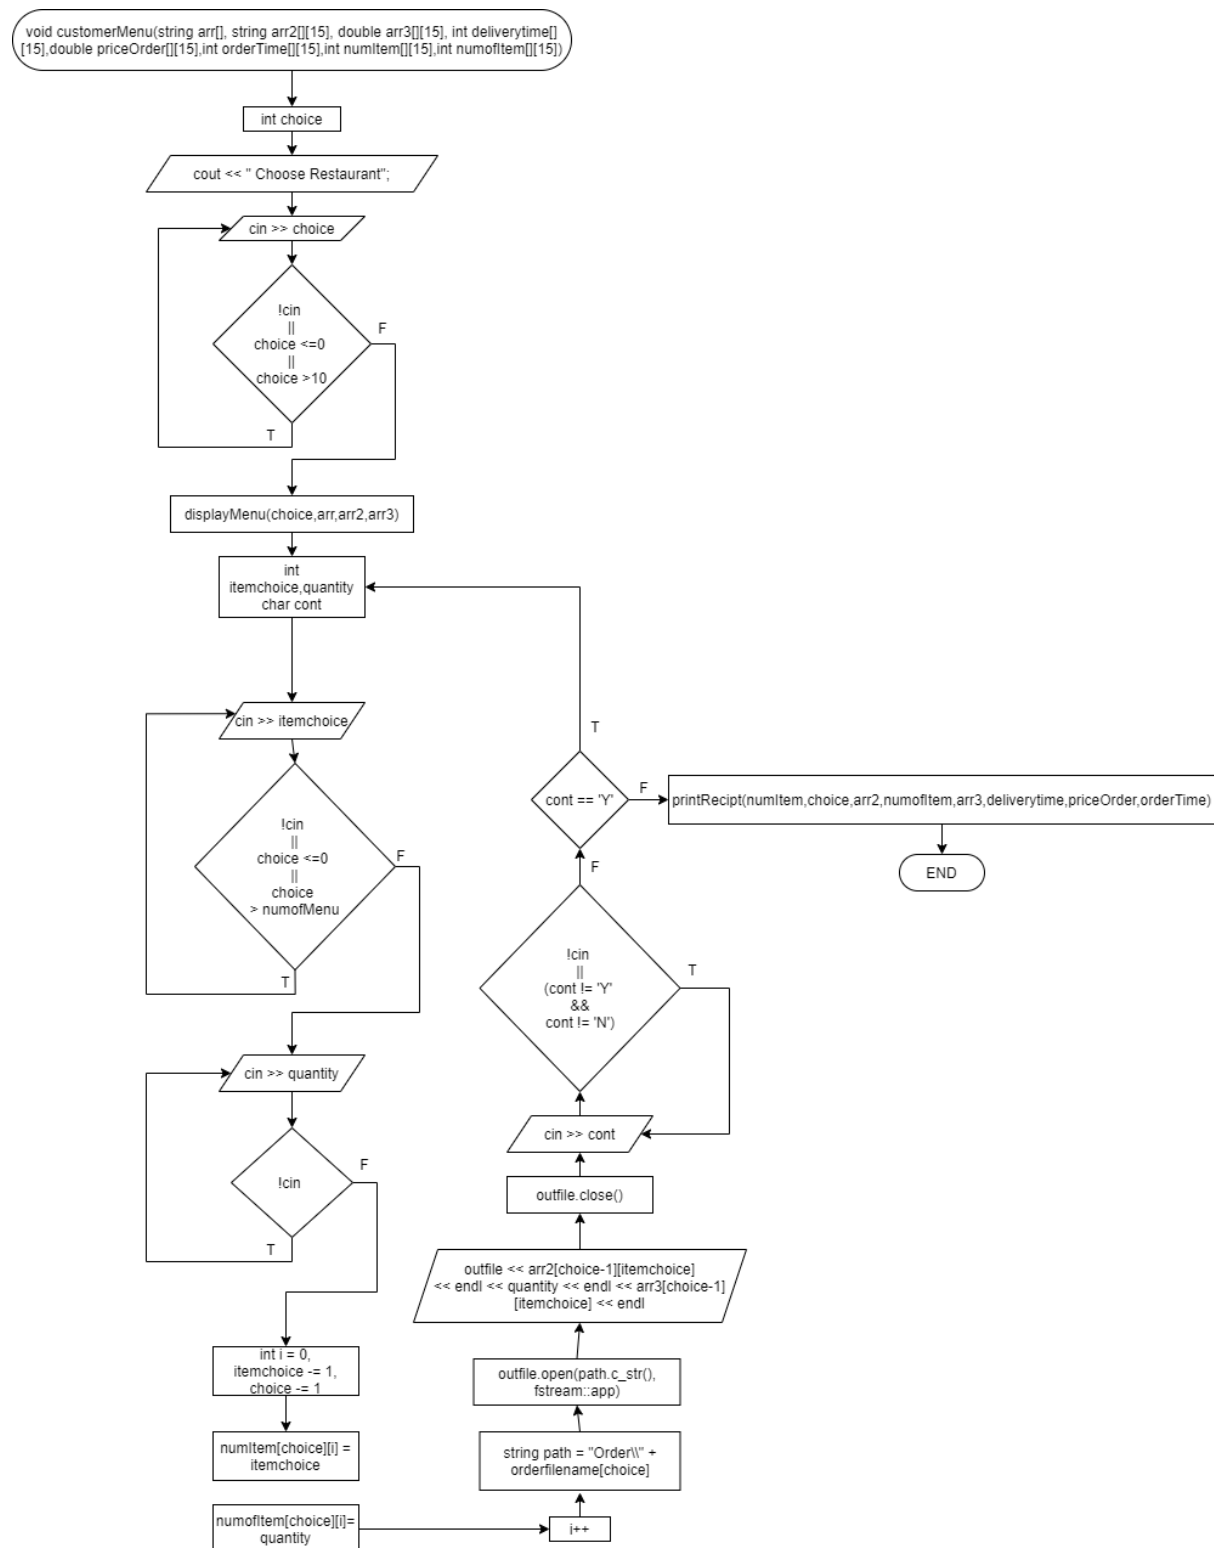 void customerMenu(string arr[], string arr2[][15], double arr3[][15], int deliverytime[]
[15],double priceOrder[][15],int orderTime[][15],int numItem[][15],int numofItem[][15])
int choice
cout << " Choose Restaurant";
cin >> choice
!cin
||
choice <=0
||
choice >10
F
T
displayMenu(choice,arr,arr2,arr3)
int
itemchoice,quantity
char cont
cin >> itemchoice
!cin
||
choice <=0
||
choice
> numofMenu
F
T
cin >> quantity
!cin
F
T
int i = 0,
itemchoice -= 1,
choice -= 1
numItem[choice][i] =
itemchoice
numofItem[choice][i]=
quantity
i++
string path = "Order\\" +
orderfilename[choice]
outfile.open(path.c_str(),
fstream::app)
outfile << arr2[choice-1][itemchoice]
<< endl << quantity << endl << arr3[choice-1]
[itemchoice] << endl
outfile.close()
cin >> cont
!cin
||
(cont != 'Y'
&&
cont != 'N')
T
F
cont == 'Y'
T
F
printRecipt(numItem,choice,arr2,numofItem,arr3,deliverytime,priceOrder,orderTime)
END